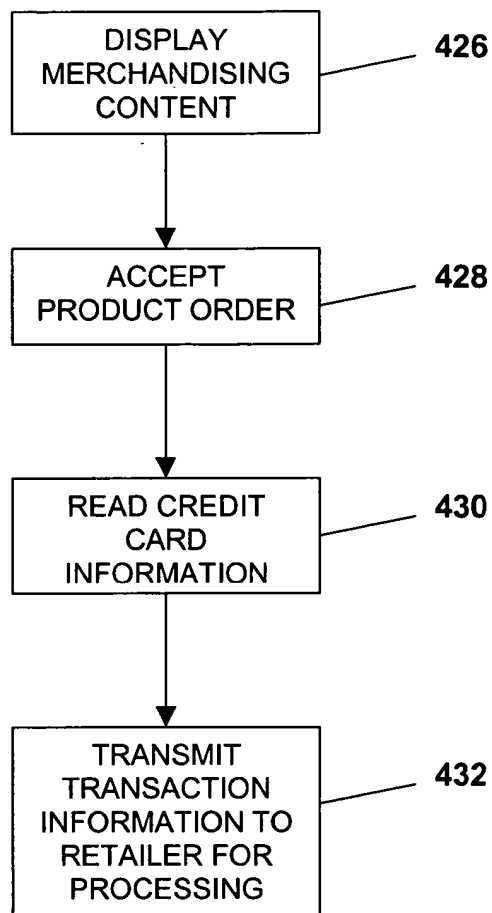 DISPLAY
MERCHANDISING
CONTENT
426
ACCEPT
PRODUCT ORDER
428
READ CREDIT
CARD
INFORMATION
430
TRANSMIT
TRANSACTION
INFORMATION TO
RETAILER FOR
PROCESSING
432